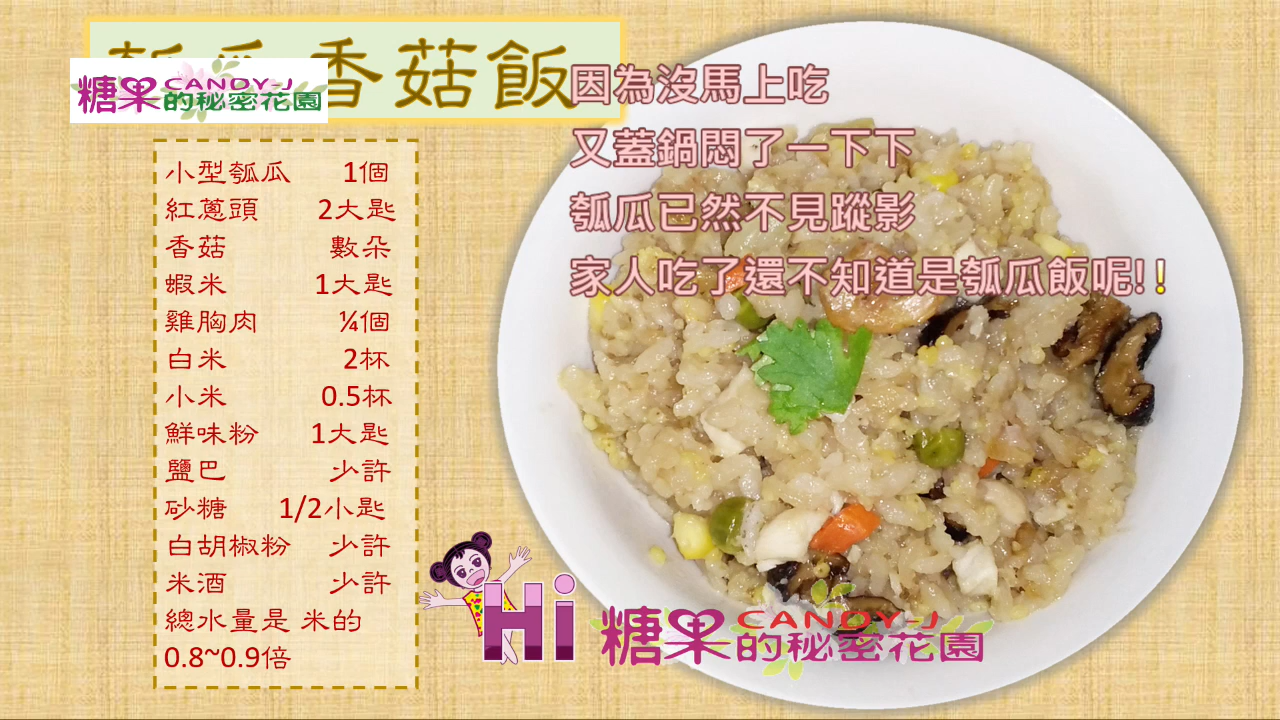 香菇飯
糖果
CANDY-J
的秘密花園
因為沒馬上吃
又蓋鍋悶了一下下
瓠瓜已然不見蹤影
家人吃了還不知道是瓠瓜飯呢!!
小型瓠瓜 1個
紅蔥頭 2大匙
香菇 數朵
蝦米 1大匙
雞胸肉 ¼個
白米 2杯
小米 0.5杯
鮮味粉 1大匙
鹽巴 少許
砂糖 1/2小匙
白胡椒粉 少許
米酒 少許
總水量是 米的
0.8~0.9倍
Hi
糖果
CANDY-J
的秘密花園